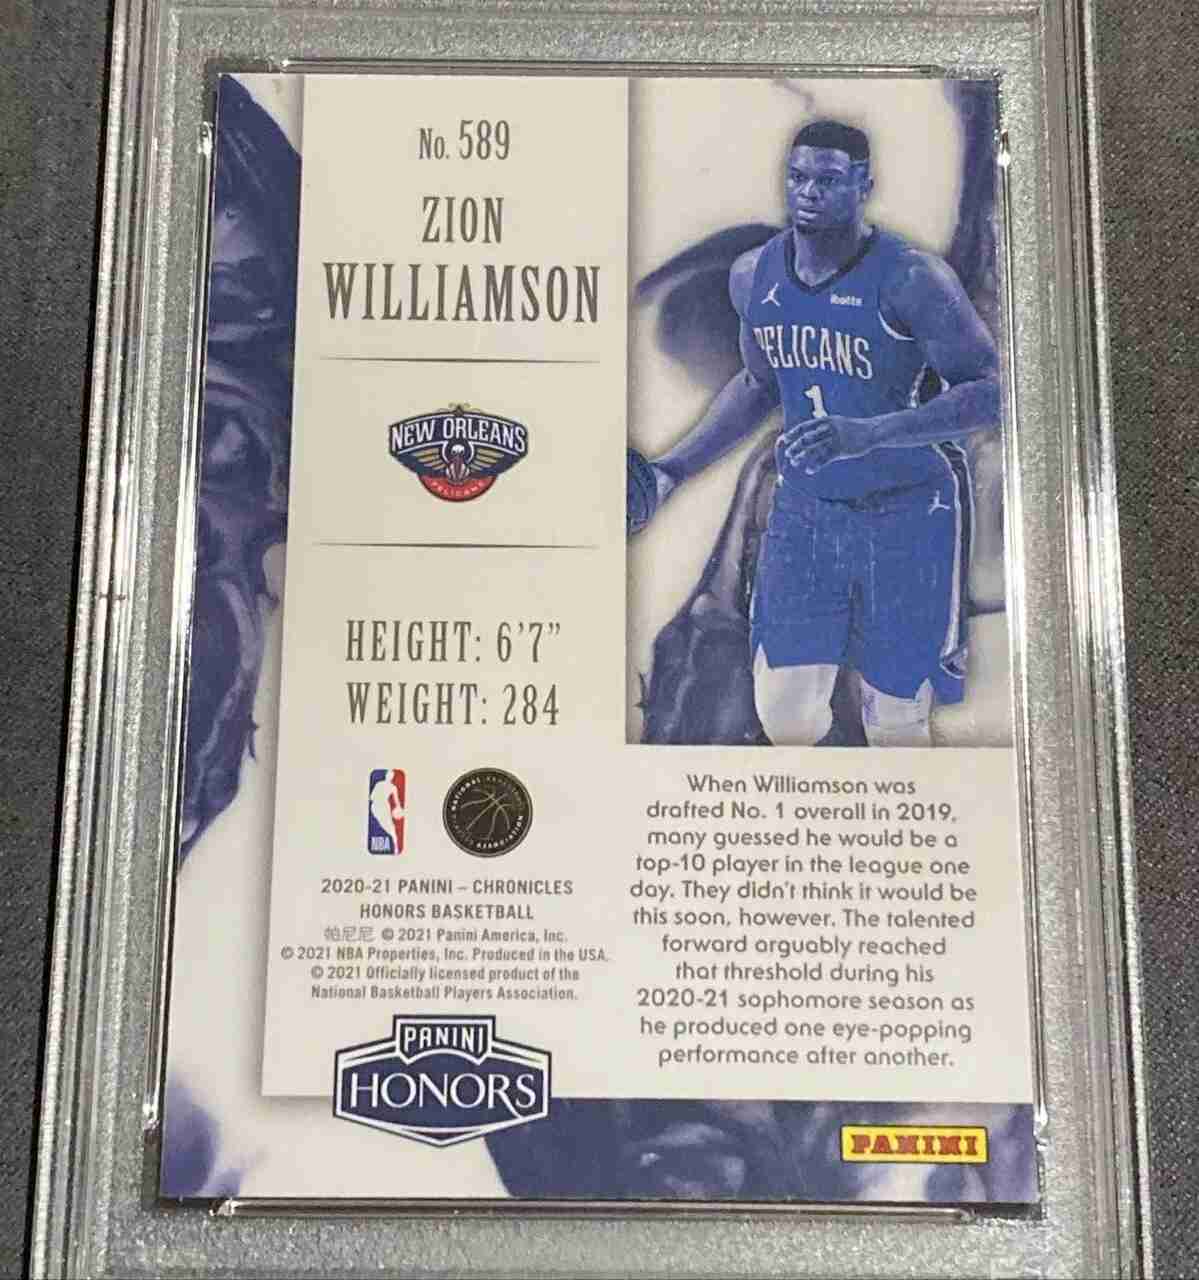 No. 589
ZION
WILLIAMSON
NEW ORLEANS
PELICANS
HEIGHT: 6'7"
WEIGHT: 284
NBA
2020-21 PANINI – CHRONICLES
HONORS BASKETBALL
帕尼尼 © 2021 Panini America, Inc.
© 2021 NBA Properties, Inc. Produced in the USA.
© 2021 Officially licensed product of the
National Basketball Players Association.
PANINI
HONORS
ibotta
PELICANS
1
When Williamson was
drafted No. 1 overall in 2019,
many guessed he would be a
top-10 player in the league one
day. They didn't think it would be
this soon, however. The talented
forward arguably reached
that threshold during his
2020-21 sophomore season as
he produced one eye-popping
performance after another.
PANINI